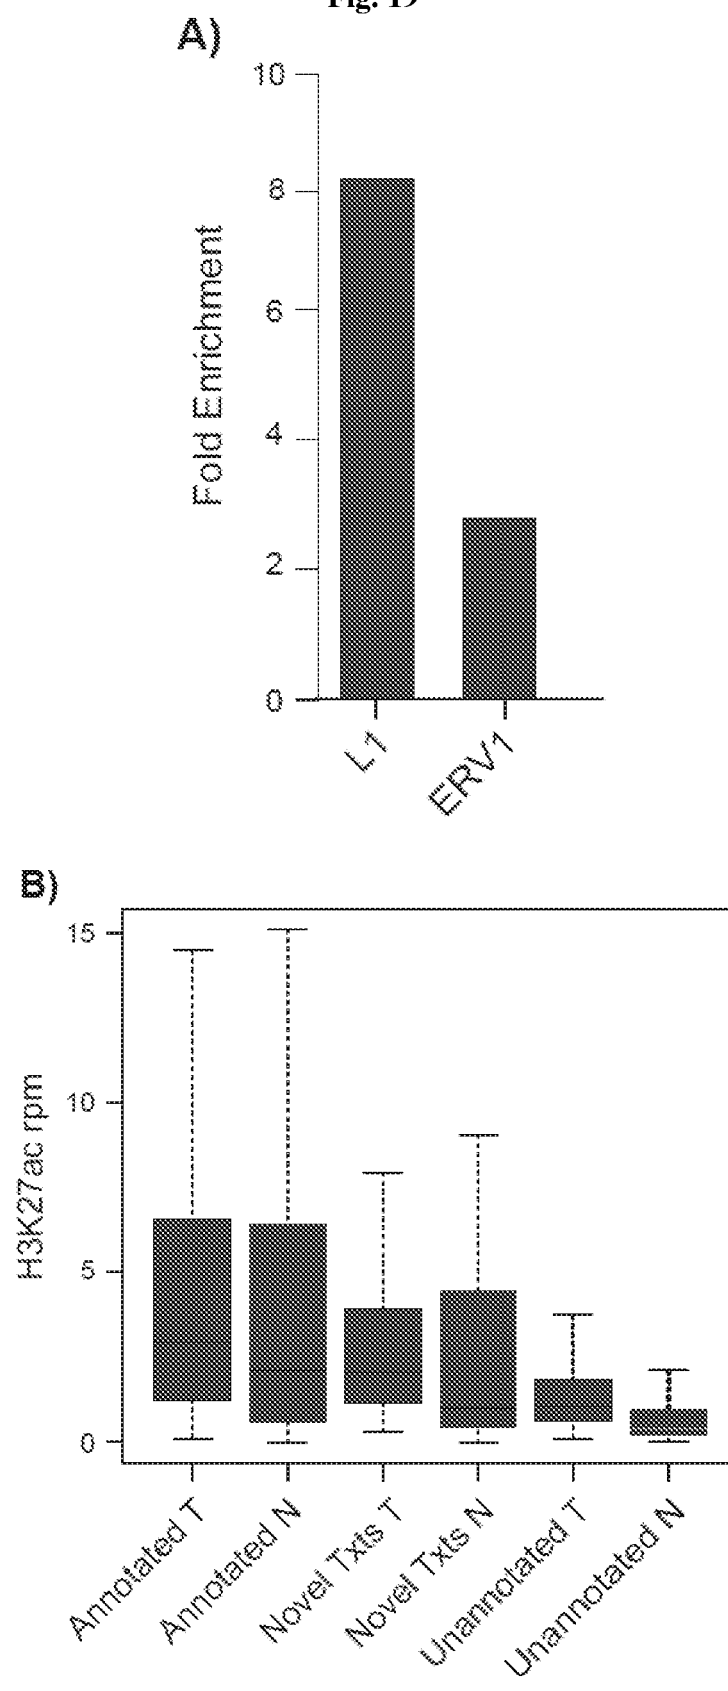 Fig. 19
A)
10
8
6
4
2
0
Fold Enrichment
L1
ERV1
B)
15
10
5
0
H3K27ac rpm
Annotated T
Annotated N
Novel Txts T
Novel Txts N
Unannotated T
Unannotated N